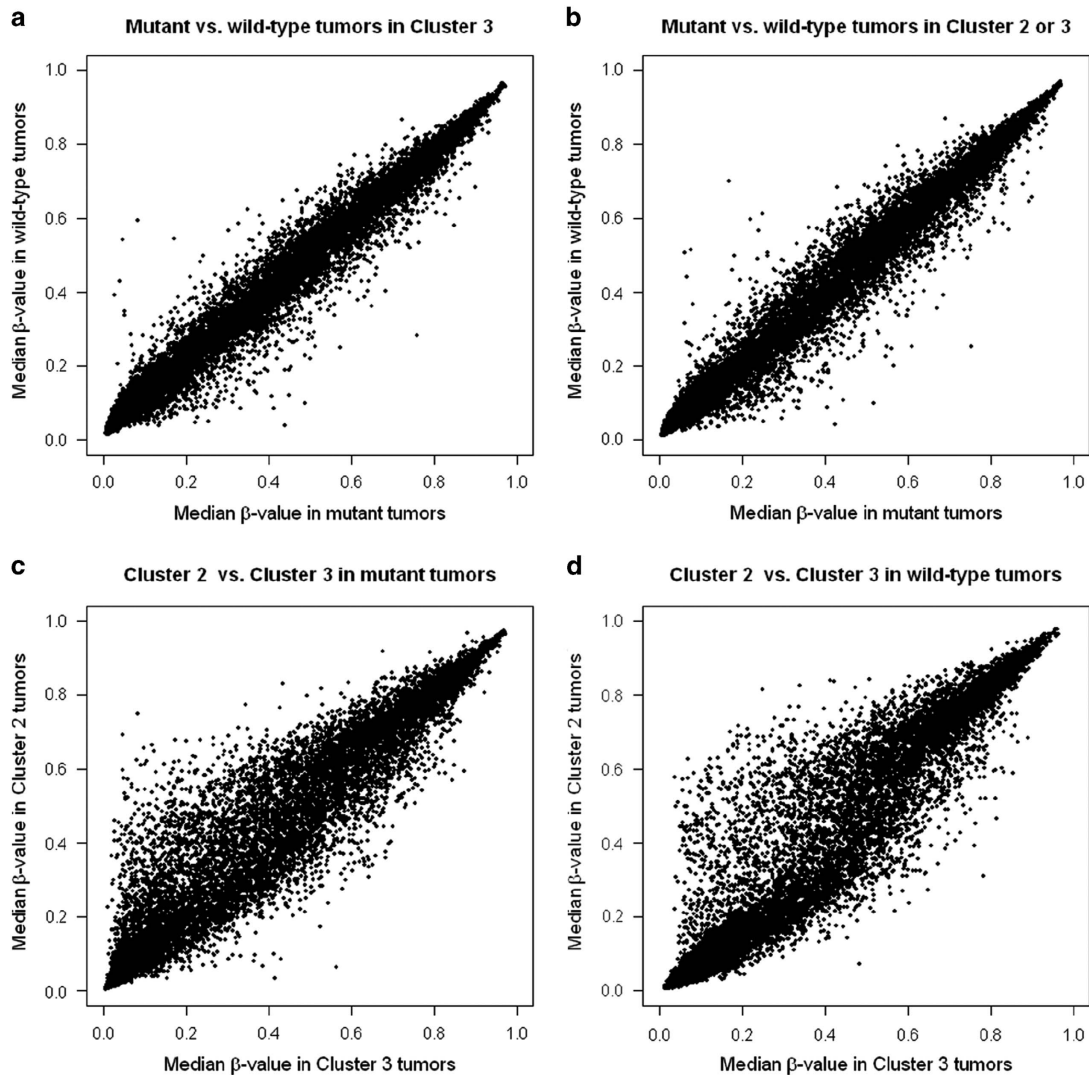 a
Mutant vs. wild-type tumors in Cluster 3
1.0
0.8
0.6
0.4
0.2
0.0
Median β-value in wild-type tumors
0.0 0.2 0.4 0.6 0.8 1.0
Median β-value in mutant tumors
b
Mutant vs. wild-type tumors in Cluster 2 or 3
1.0
0.8
0.6
0.4
0.2
0.0
Median β-value in wild-type tumors
0.0 0.2 0.4 0.6 0.8 1.0
Median β-value in mutant tumors
c
Cluster 2 vs. Cluster 3 in mutant tumors
1.0
0.8
0.6
0.4
0.2
0.0
Median β-value in Cluster 2 tumors
0.0 0.2 0.4 0.6 0.8 1.0
Median β-value in Cluster 3 tumors
d
Cluster 2 vs. Cluster 3 in wild-type tumors
1.0
0.8
0.6
0.4
0.2
0.0
Median β-value in Cluster 2 tumors
0.0 0.2 0.4 0.6 0.8 1.0
Median β-value in Cluster 3 tumors